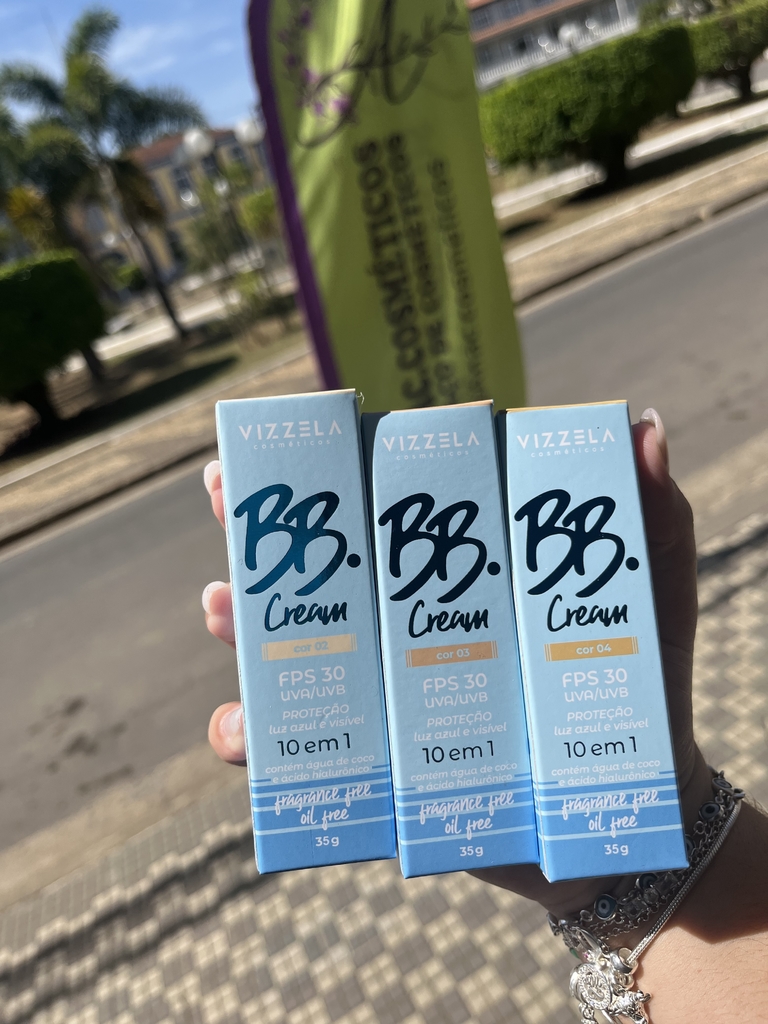 COSMÉTICOS
DE COSMÉTICOS
VIZZELA
cosméticos
BB.
Cream
cor 02
FPS 30
UVA/UVB
PROTEÇÃO
luz azul e visível
10 em 1
contém água de coco
e ácido hialurônico
fragrance free
oil free
35g
VIZZELA
cosméticos
BB.
Cream
cor 03
FPS 30
UVA/UVB
PROTEÇÃO
luz azul e visível
10 em 1
contém água de coco
e ácido hialurônico
fragrance free
oil free
35g
VIZZELA
cosméticos
BB.
Cream
cor 04
FPS 30
UVA/UVB
PROTEÇÃO
luz azul e visível
10 em 1
contém água de coco
e ácido hialurônico
fragrance free
oil free
35g